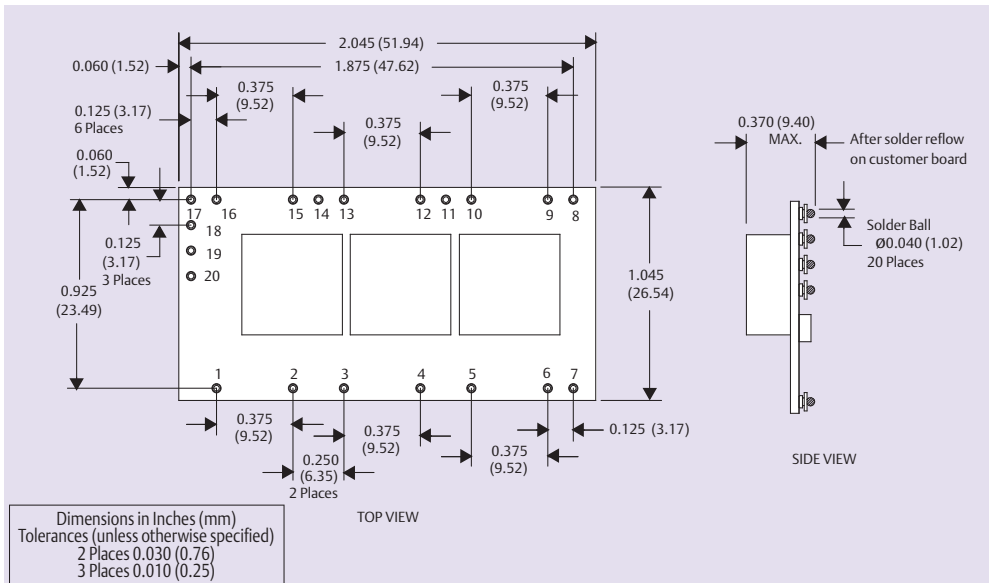 2.045 (51.94)
0.060 (1.52)
1.875 (47.62)
0.375
(9.52)
0.375
(9.52)
0.125 (3.17)
6 Places
0.375
(9.52)
0.060
(1.52)
17 16 15 14 13 12 11 10 9 8
18
19
20
0.125
(3.17)
3 Places
0.925
(23.49)
1.045
(26.54)
1 2 3 4 5 6 7
0.375
(9.52)
0.375
(9.52)
0.375
(9.52)
0.125 (3.17)
0.250
(6.35)
2 Places
TOP VIEW
0.370 (9.40)
MAX.
After solder reflow
on customer board
Solder Ball
Ø0.040 (1.02)
20 Places
SIDE VIEW
Dimensions in Inches (mm)
Tolerances (unless otherwise specified)
2 Places 0.030 (0.76)
3 Places 0.010 (0.25)